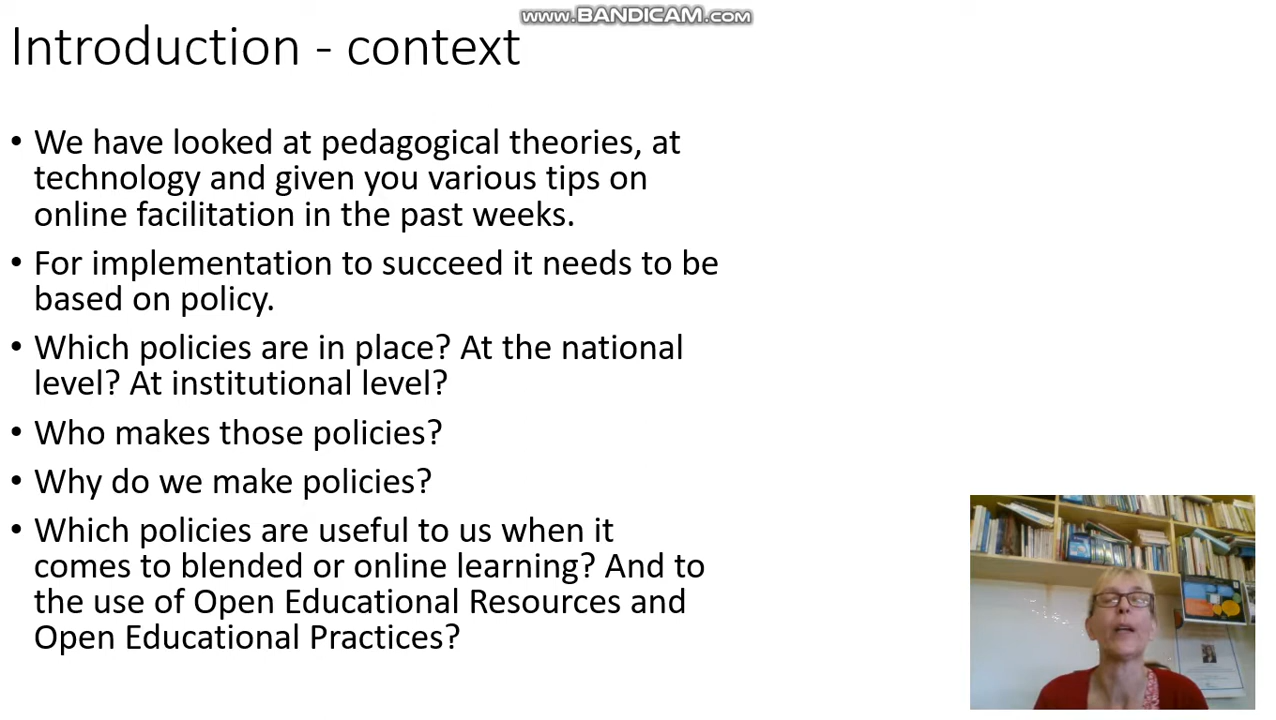 www.BANDICAM.com
Introduction - context
• We have looked at pedagogical theories, at
technology and given you various tips on
online facilitation in the past weeks.
• For implementation to succeed it needs to be
based on policy.
• Which policies are in place? At the national
level? At institutional level?
• Who makes those policies?
• Why do we make policies?
• Which policies are useful to us when it
comes to blended or online learning? And to
the use of Open Educational Resources and
Open Educational Practices?